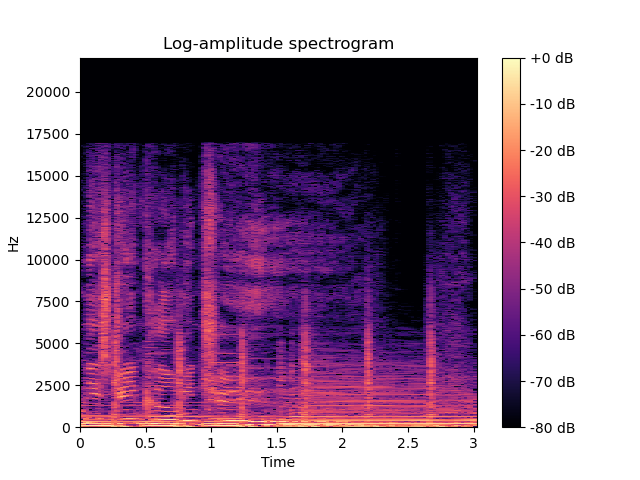 Log-amplitude spectrogram
Hz
20000
17500
15000
12500
10000
7500
5000
2500
0
0 0.5 1 1.5 2 2.5 3
Time
+0 dB
-10 dB
-20 dB
-30 dB
-40 dB
-50 dB
-60 dB
-70 dB
-80 dB